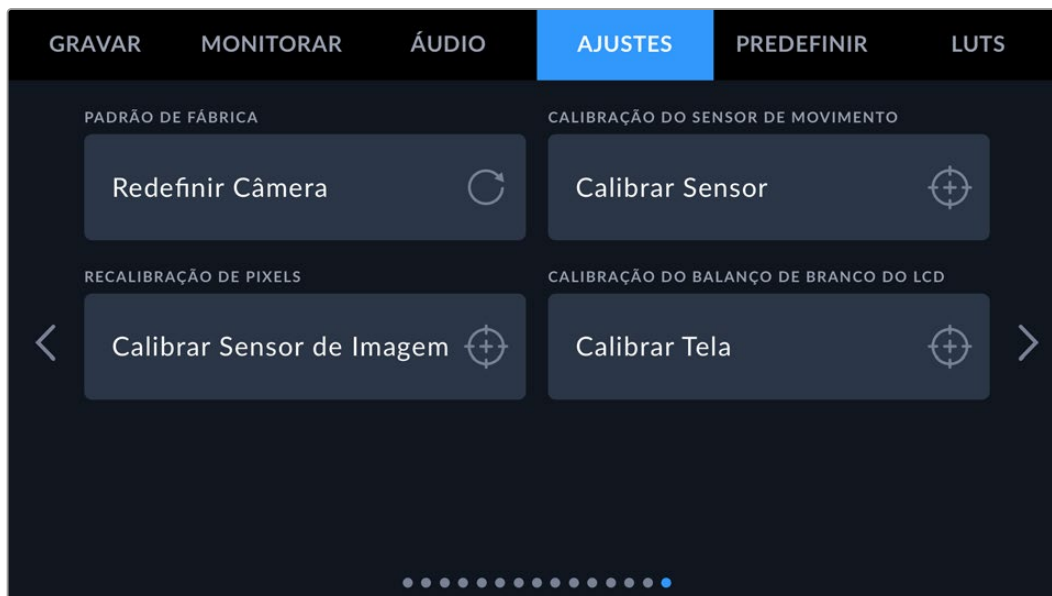 GRAVAR MONITORAR ÁUDIO AJUSTES PREDEFINIR LUTS
PADRÃO DE FÁBRICA
Redefinir Câmera
CALIBRAÇÃO DO SENSOR DE MOVIMENTO
Calibrar Sensor
RECALIBRAÇÃO DE PIXELS
Calibrar Sensor de Imagem
CALIBRAÇÃO DO BALANÇO DE BRANCO DO LCD
Calibrar Tela